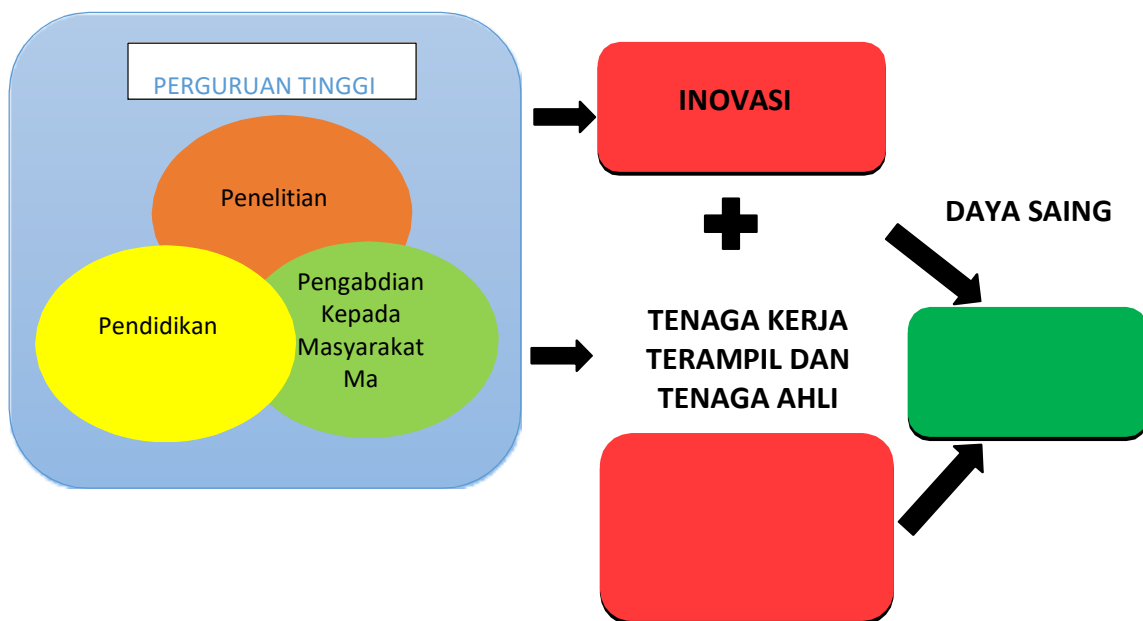 PERGURUAN TINGGI
Penelitian
Pendidikan
Pengabdian
Kepada
Masyarakat
Ma
INOVASI
TENAGA KERJA
TERAMPIL DAN
TENAGA AHLI
DAYA SAING